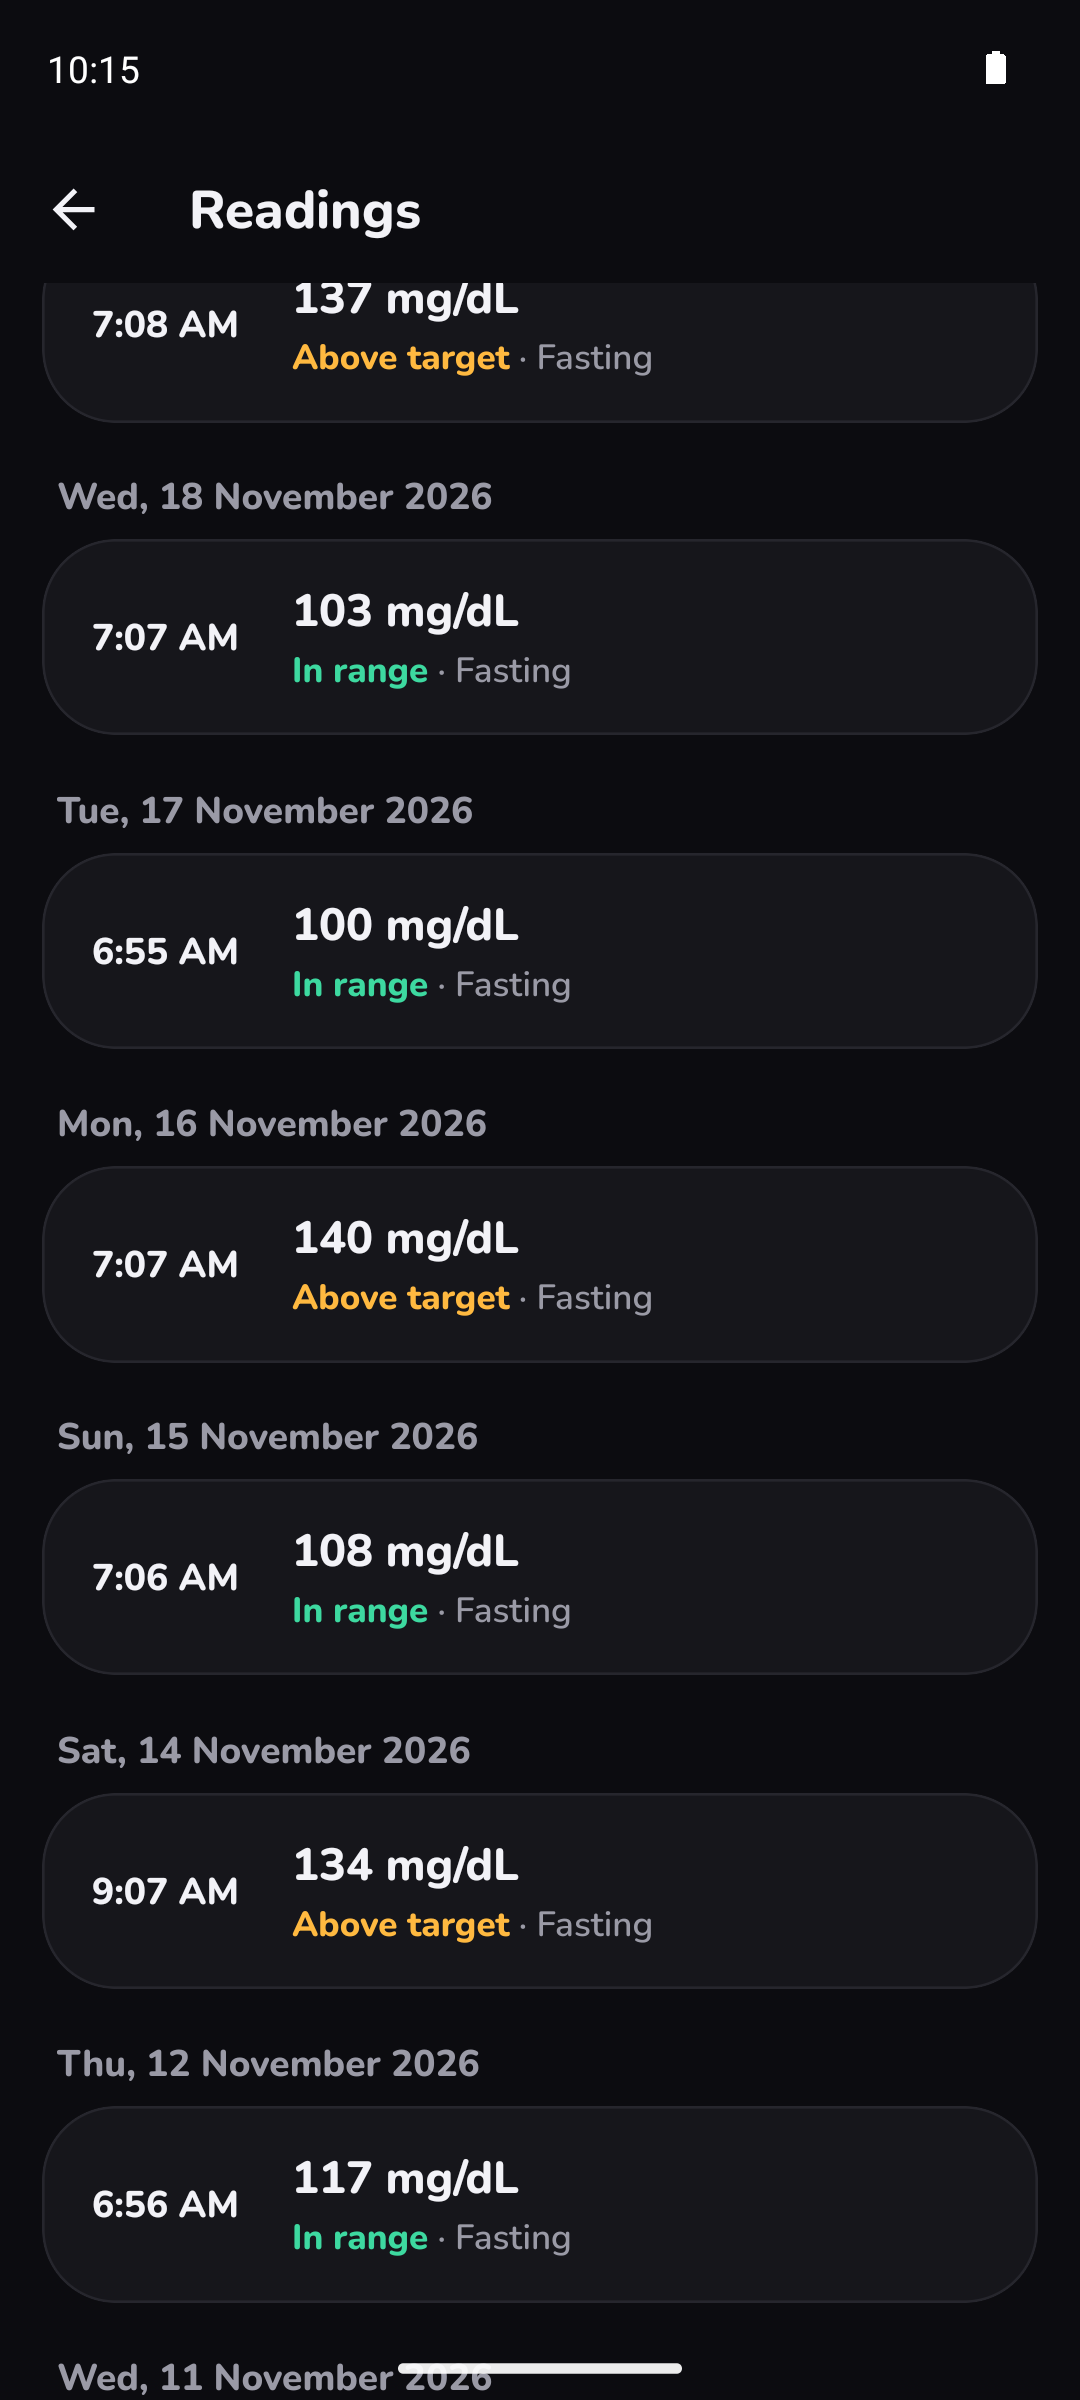 10:15
Readings
7:08 AM
137 mg/dL
Above target · Fasting
Wed, 18 November 2026
7:07 AM
103 mg/dL
In range · Fasting
Tue, 17 November 2026
6:55 AM
100 mg/dL
In range · Fasting
Mon, 16 November 2026
7:07 AM
140 mg/dL
Above target · Fasting
Sun, 15 November 2026
7:06 AM
108 mg/dL
In range · Fasting
Sat, 14 November 2026
9:07 AM
134 mg/dL
Above target · Fasting
Thu, 12 November 2026
6:56 AM
117 mg/dL
In range · Fasting
Wed, 11 November 2026